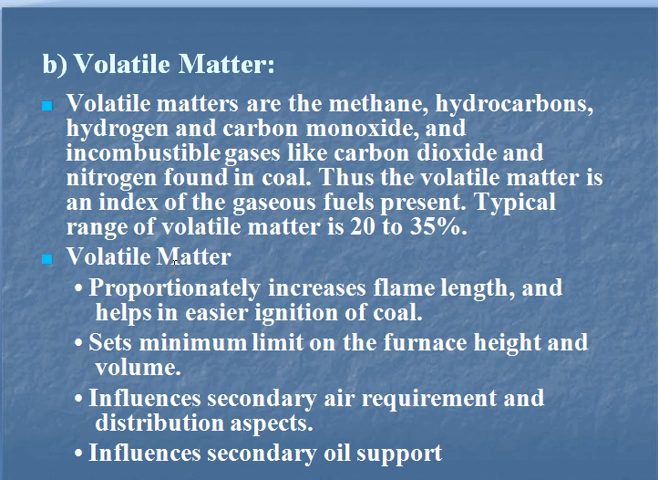 b) Volatile Matter:
Volatile matters are the methane, hydrocarbons,
hydrogen and carbon monoxide, and
incombustible gases like carbon dioxide and
nitrogen found in coal. Thus the volatile matter is
an index of the gaseous fuels present. Typical
range of volatile matter is 20 to 35%.
Volatile Matter
• Proportionately increases flame length, and
helps in easier ignition of coal.
• Sets minimum limit on the furnace height and
volume.
• Influences secondary air requirement and
distribution aspects.
• Influences secondary oil support